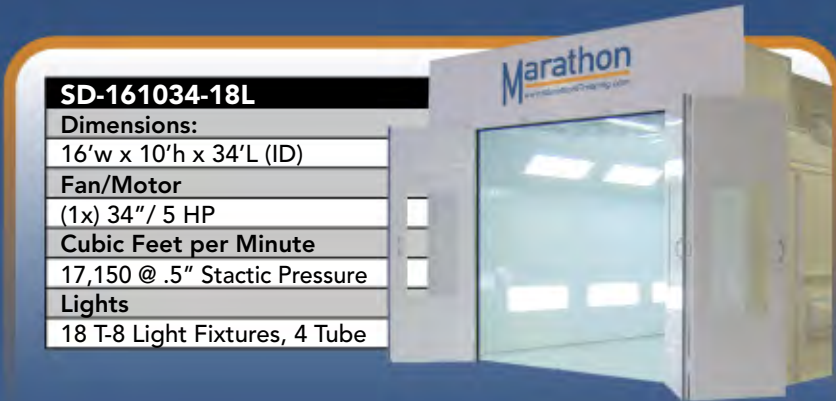 SD-161034-18L
Dimensions:
16’w x 10’h x 34’L (ID)
Fan/Motor
(1x) 34”/ 5 HP
Cubic Feet per Minute
17,150 @ .5” Stactic Pressure
Lights
18 T-8 Light Fixtures, 4 Tube
Marathon